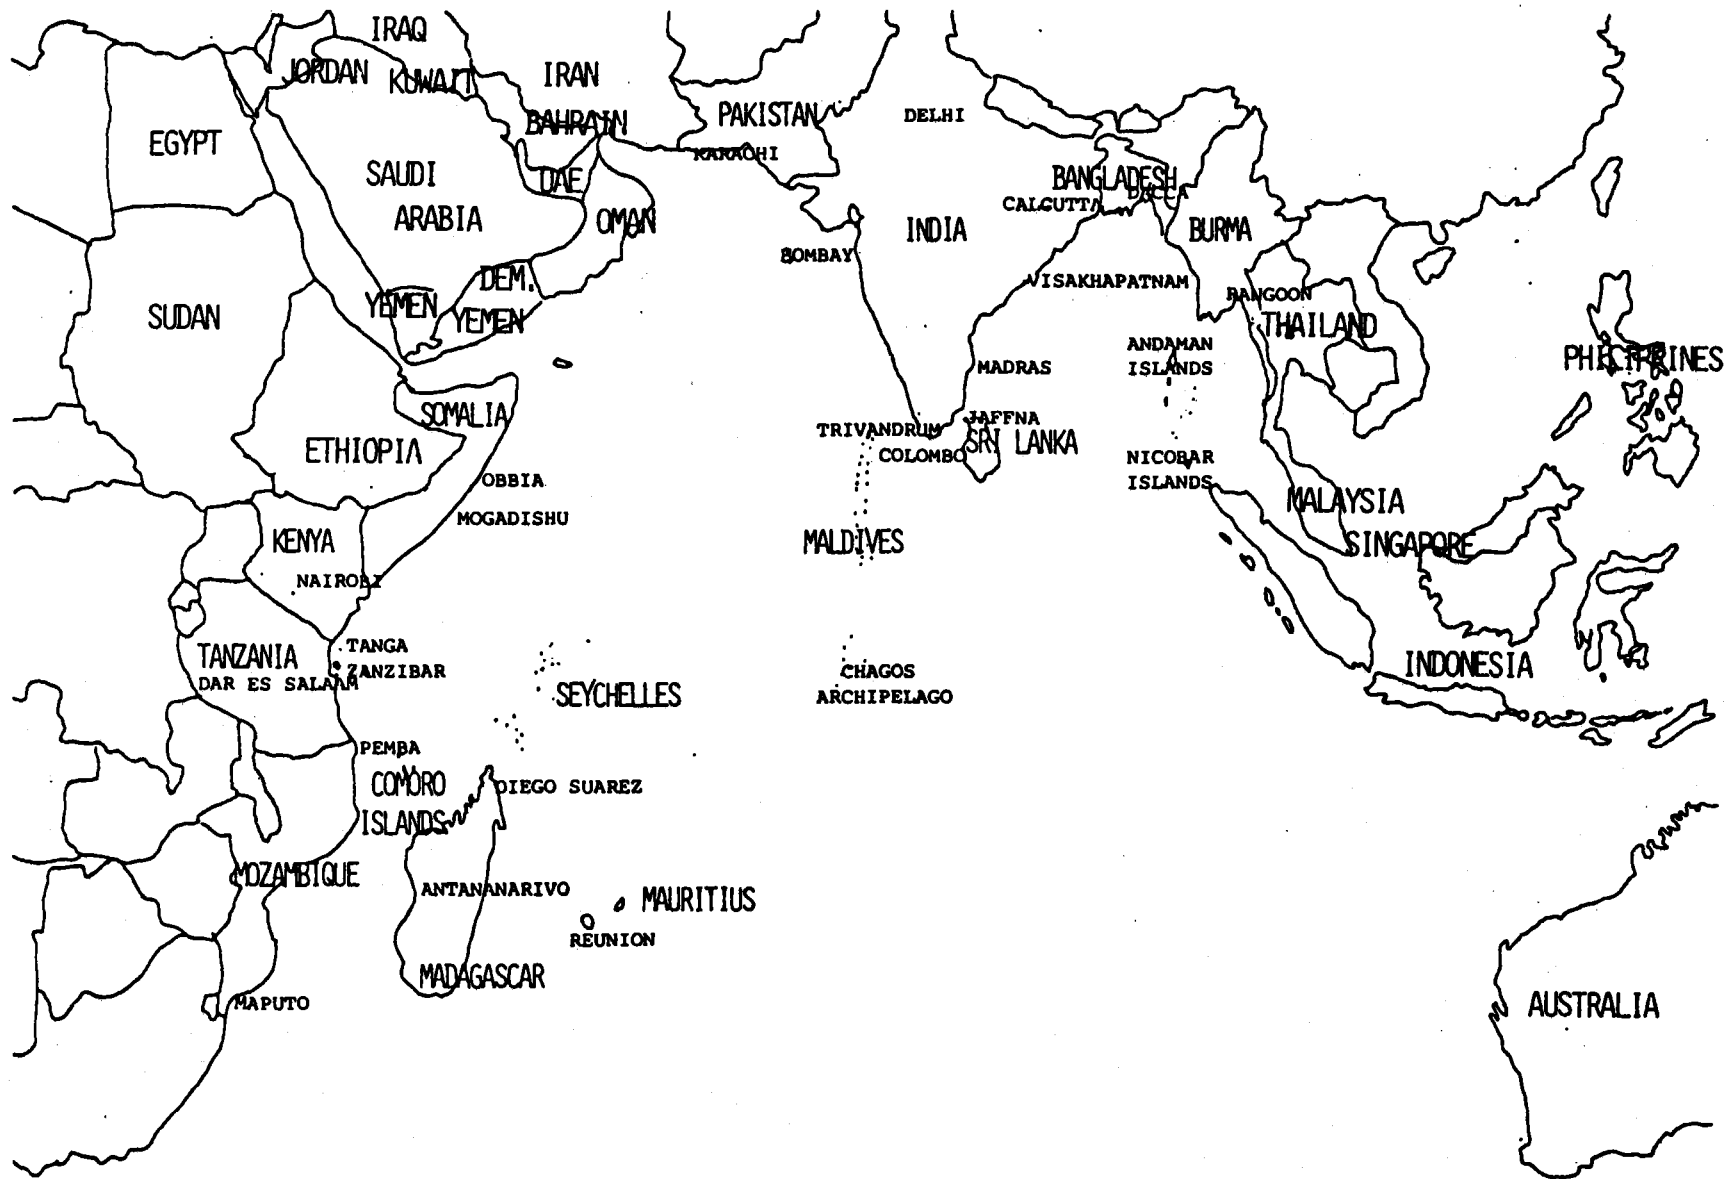 IRAQ
JORDAN
KUWAIT
IRAN
BAHRAIN
PAKISTAN
DELHI
EGYPT
KARACHI
SAUDI
ARABIA
DAE
OMAN
BANGLADESH
DACCA
CALCUTTA
INDIA
BURMA
BOMBAY
DEM.
YEMEN
YEMEN
SUDAN
VISAKHAPATNAM
RANGOON
THAILAND
ANDAMAN
ISLANDS
PHILIPPINES
MADRAS
SOMALIA
ETHIOPIA
TRIVANDRUM
JAFFNA
COLOMBO
SRI LANKA
NICOBAR
ISLANDS
OBBIA
MOGADISHU
MALAYSIA
SINGAPORE
KENYA
NAIROBI
MALDIVES
TANZANIA
DAR ES SALAAM
TANGA
ZANZIBAR
SEYCHELLES
CHAGOS
ARCHIPELAGO
INDONESIA
PEMBA
COMORO
ISLANDS
DIEGO SUAREZ
MOZAMBIQUE
ANTANANARIVO
MAURITIUS
REUNION
MADAGASCAR
MAPUTO
AUSTRALIA